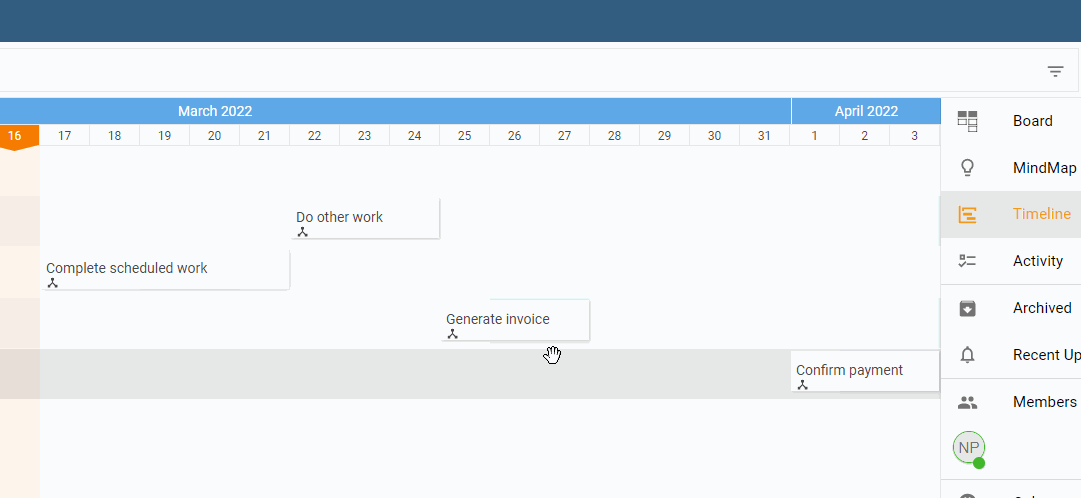 March 2022 April 2022
16 17 18 19 20 21 22 23 24 25 26 27 28 29 30 31 1 2 3
Do other work
Complete scheduled work
Generate invoice
Confirm payment
Board
MindMap
Timeline
Activity
Archived
Recent Up
Members
NP